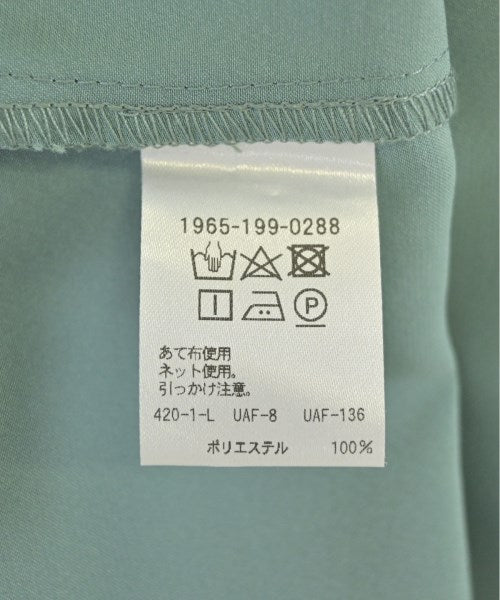 1965-199-0288
あて布使用
ネット使用。
引っかけ注意。
420-1-L UAF-8 UAF-136
ポリエステル 100%